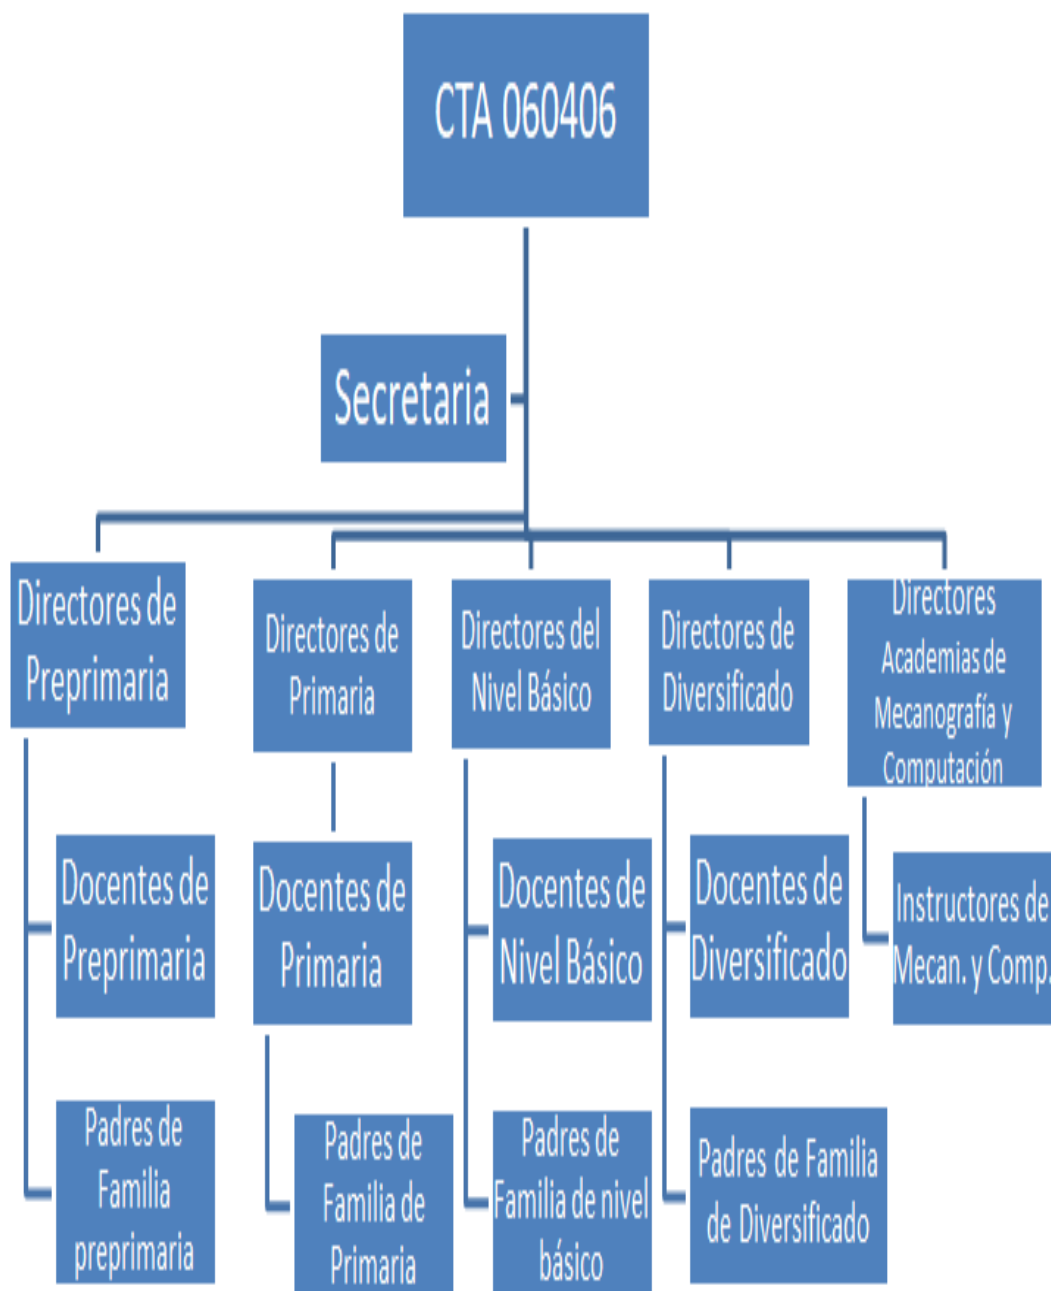 CTA 060406
Secretaria
Directores de
Preprimaria
Directores de
Primaria
Directores del
Nivel Básico
Directores de
Diversificado
Directores
Academias de
Mecanografía y
Computación
Docentes de
Preprimaria
Docentes de
Primaria
Docentes de
Nivel Básico
Docentes de
Diversificado
Instructores de
Mecan. y Comp.
Padres de
Familia
preprimaria
Padres de
Familia de
Primaria
Padres de
Familia de nivel
básico
Padres de Familia
de Diversificado